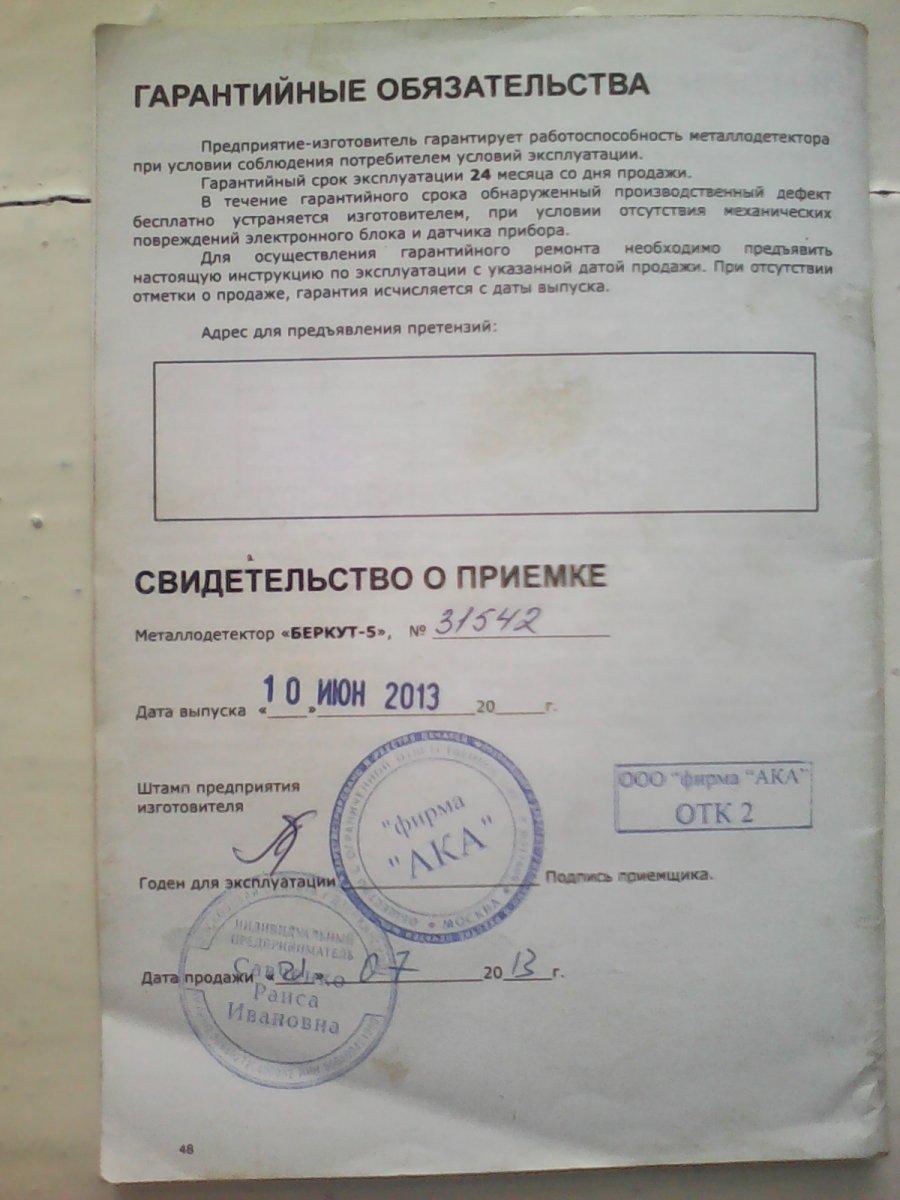 ГАРАНТИЙНЫЕ ОБЯЗАТЕЛЬСТВА
Предприятие-изготовитель гарантирует работоспособность металлодетектора
при условии соблюдения потребителем условий эксплуатации.
Гарантийный срок эксплуатации 24 месяца со дня продажи.
В течение гарантийного срока обнаруженный производственный дефект
бесплатно устраняется изготовителем, при условии отсутствия механических
повреждений электронного блока и датчика прибора.
Для осуществления гарантийного ремонта необходимо предъявить
настоящую инструкцию по эксплуатации с указанной датой продажи. При отсутствии
отметки о продаже, гарантия исчисляется с даты выпуска.
Адрес для предъявления претензий:
СВИДЕТЕЛЬСТВО О ПРИЕМКЕ
Металлодетектор «БЕРКУТ-5», № 31542
Дата выпуска «10» ИЮН 2013 20 г.
Штамп предприятия
изготовителя
"фирма
"АКА"
МОСКВА
ООО "фирма "АКА"
ОТК 2
Годен для эксплуатации Подпись приемщика.
ИНДИВИДУАЛЬНЫЙ
ПРЕДПРИНИМАТЕЛЬ
Раиса
Ивановна
Дата продажи « » 07 2013 г.
48